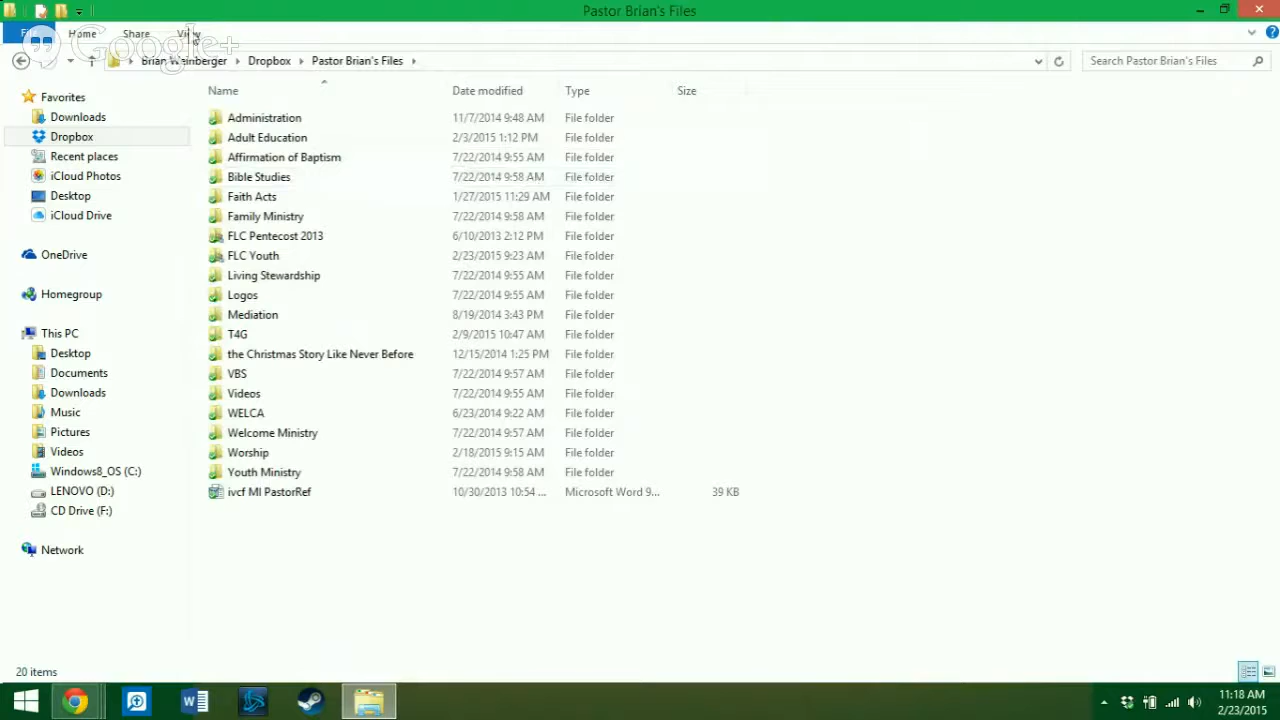 Pastor Brian's Files
File Home Share View
Google+
Brian Weinberger Dropbox Pastor Brian's Files Search Pastor Brian's Files
Name Date modified Type Size
Favorites
Downloads
Dropbox
Recent places
iCloud Photos
Desktop
iCloud Drive
OneDrive
Homegroup
This PC
Desktop
Documents
Downloads
Music
Pictures
Videos
Windows8_OS (C:)
LENOVO (D:)
CD Drive (F:)
Network
Administration 11/7/2014 9:48 AM File folder
Adult Education 2/3/2015 1:12 PM File folder
Affirmation of Baptism 7/22/2014 9:55 AM File folder
Bible Studies 7/22/2014 9:58 AM File folder
Faith Acts 1/27/2015 11:29 AM File folder
Family Ministry 7/22/2014 9:58 AM File folder
FLC Pentecost 2013 6/10/2013 2:12 PM File folder
FLC Youth 2/23/2015 9:23 AM File folder
Living Stewardship 7/22/2014 9:55 AM File folder
Logos 7/22/2014 9:55 AM File folder
Mediation 8/19/2014 3:43 PM File folder
T4G 2/9/2015 10:47 AM File folder
the Christmas Story Like Never Before 12/15/2014 1:25 PM File folder
VBS 7/22/2014 9:57 AM File folder
Videos 7/22/2014 9:55 AM File folder
WELCA 6/23/2014 9:22 AM File folder
Welcome Ministry 7/22/2014 9:57 AM File folder
Worship 2/18/2015 9:15 AM File folder
Youth Ministry 7/22/2014 9:58 AM File folder
ivcf MI PastorRef 10/30/2013 10:54 ... Microsoft Word 9... 39 KB
20 items
11:18 AM
2/23/2015